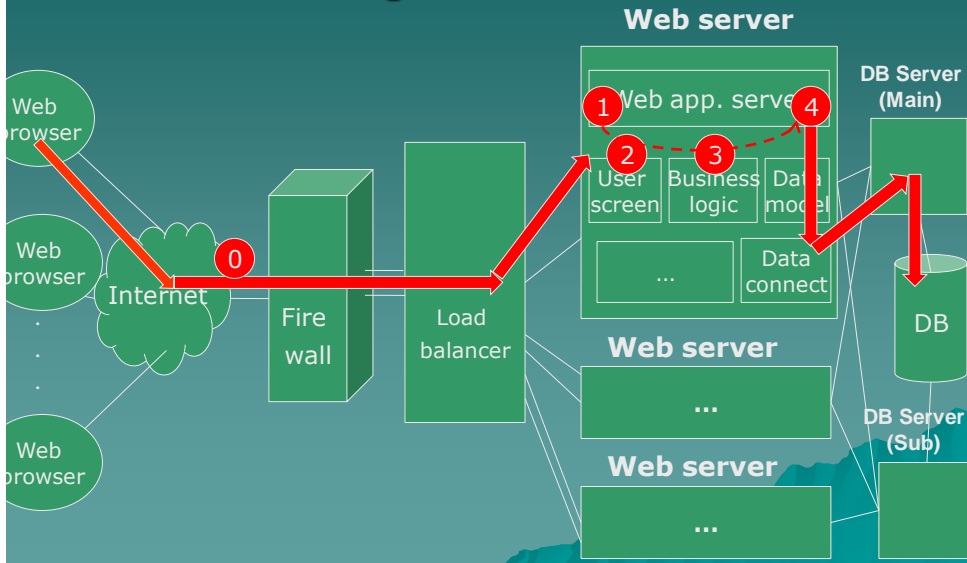 Web server
Web
browser
Web
browser
.
.
.
Web
browser
0
Internet
Fire
wall
Load
balancer
1
Web app. server
4
2
3
User
screen
Business
logic
Data
model
...
Data
connect
Web server
...
Web server
...
DB Server
(Main)
DB
DB Server
(Sub)